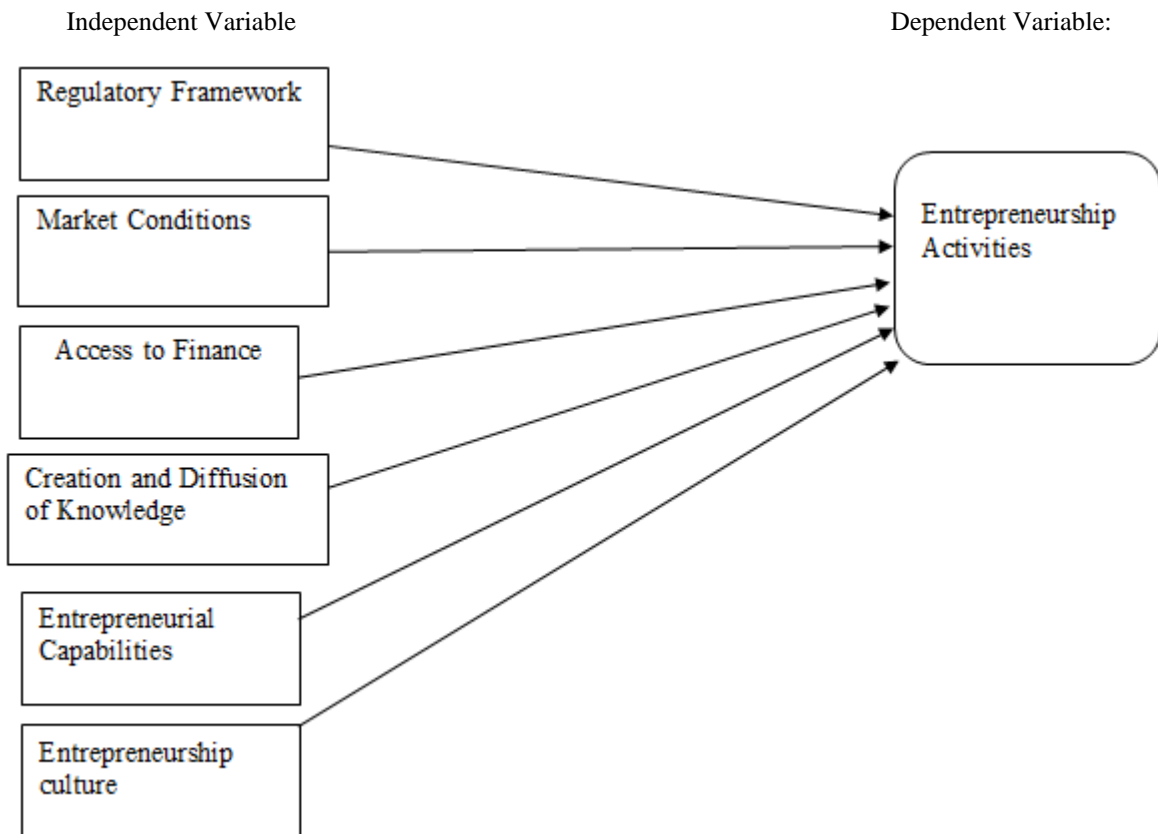 Independent Variable
Dependent Variable:
Regulatory Framework
Market Conditions
Access to Finance
Creation and Diffusion
of Knowledge
Entrepreneurial
Capabilities
Entrepreneurship
culture
Entrepreneurship
Activities